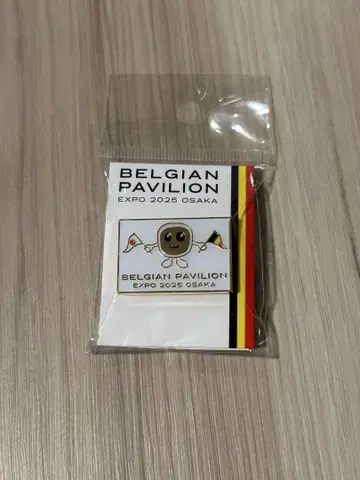 BELGIAN
PAVILION
EXPO 2025 OSAKA
BELGIAN PAVILION
EXPO 2025 OSAKA